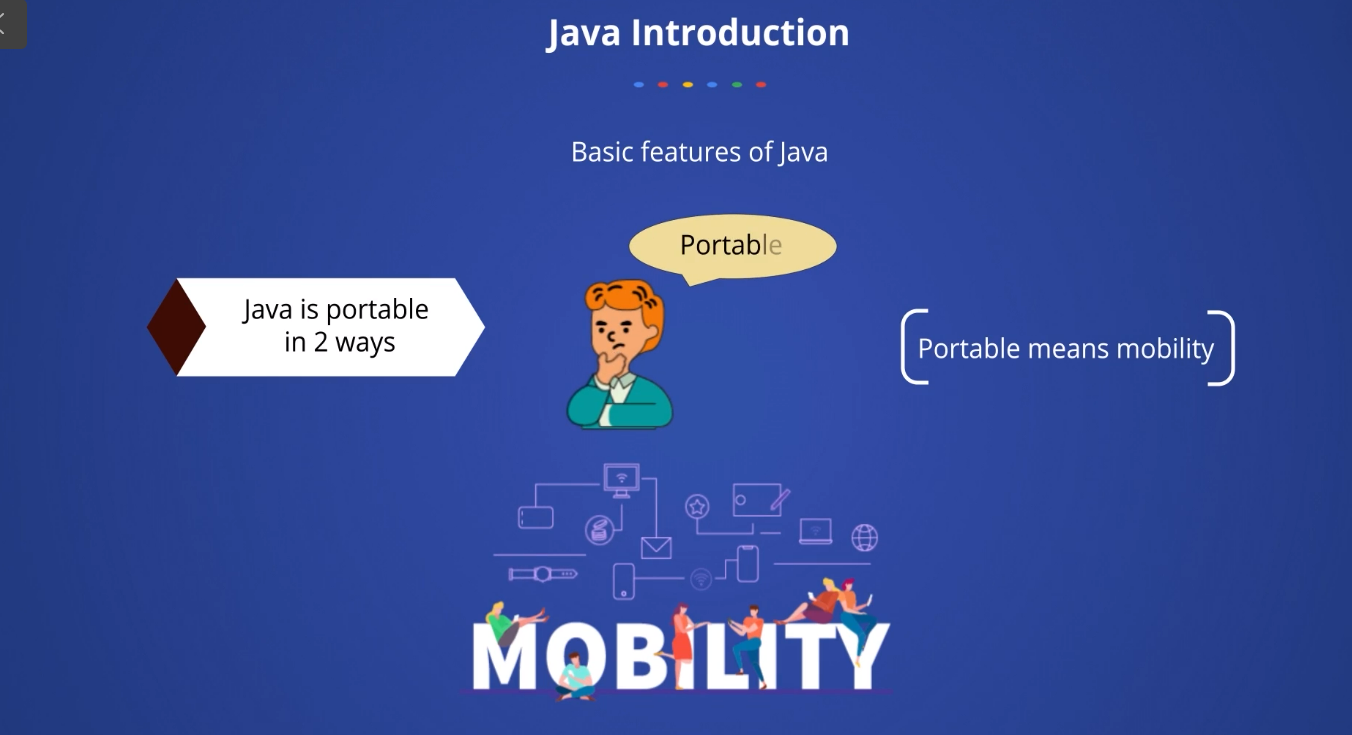 Java Introduction
Basic features of Java
Portable
Java is portable
in 2 ways
Portable means mobility
MOBILITY